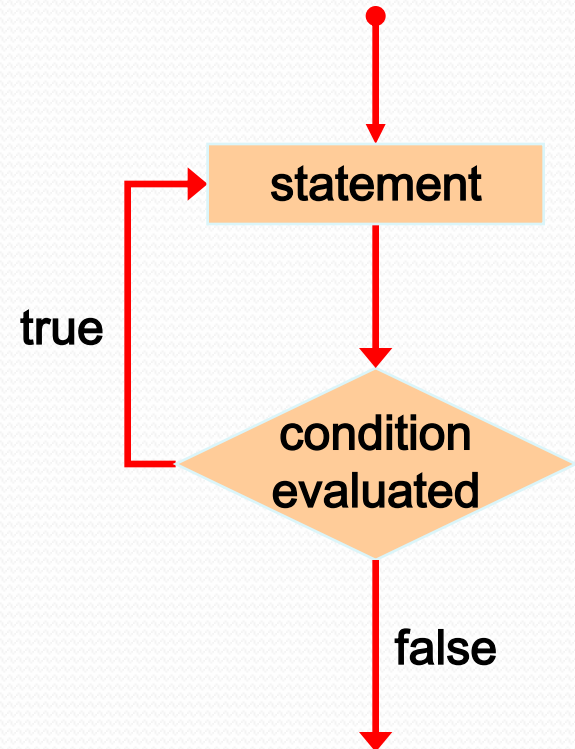 statement
true
condition
evaluated
false